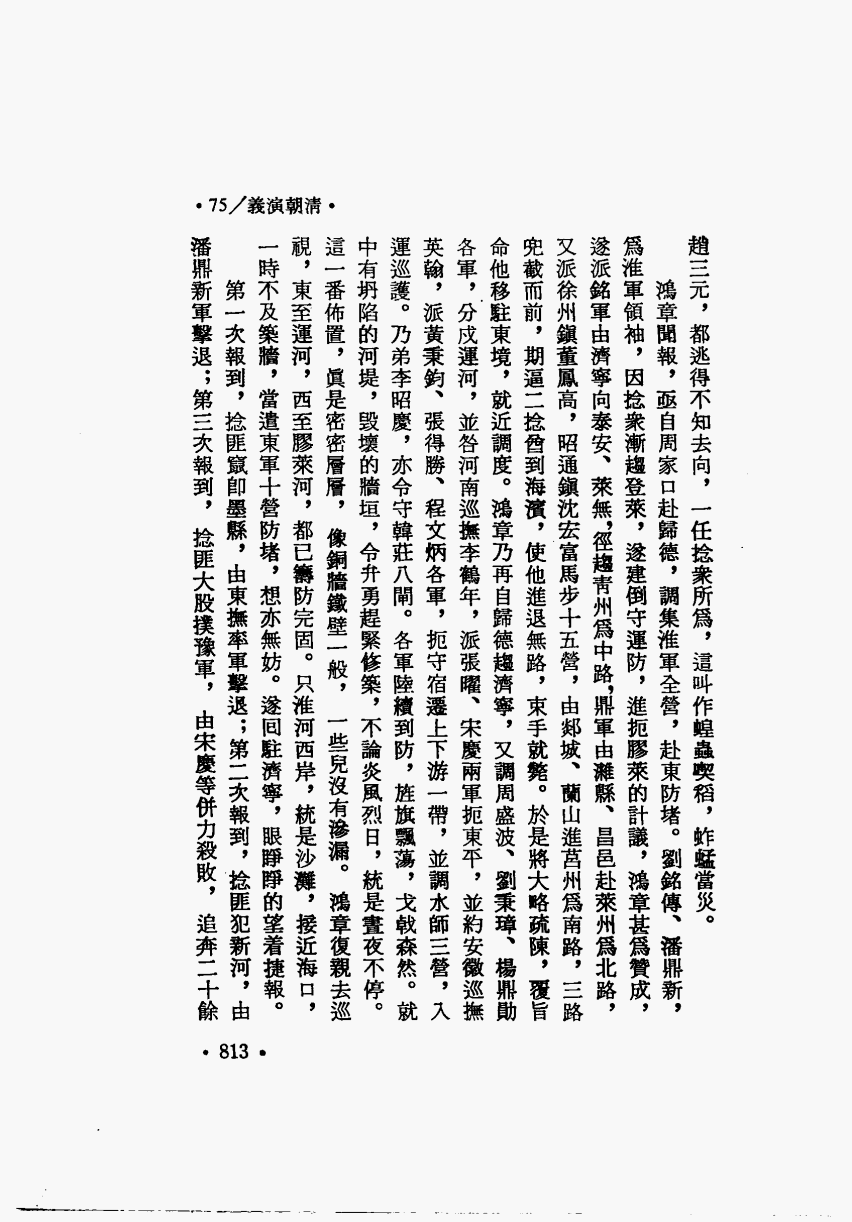 •75/義演朝清•
趙三元，都逃得不知去向，一任捻衆所爲，這叫作蝗蟲喫稻，蚱蜢當災。
鴻章聞報，亟自周家口赴歸德，調集淮軍全營，赴東防堵。劉銘傳、潘鼎新，
爲淮軍領袖，因捻衆漸趨登萊，遂建倒守運防，進扼膠萊的計議，鴻章甚爲贊成，
遂派銘軍由濟寧向泰安、萊無，徑趨靑州爲中路，鼎軍由濰縣、昌邑赴萊州爲北路，
又派徐州鎭董鳳高，昭通鎭沈宏富馬步十五營，由郯城、蘭山進莒州爲南路，三路
兜截而前，期逼二捻酋到海濱，使他進退無路，束手就斃。於是將大略疏陳，覆旨
命他移駐東境，就近調度。鴻章乃再自歸德趨濟寧，又調周盛波、劉秉璋、楊鼎勛
各軍，分戍運河，並咨河南巡撫李鶴年，派張曜、宋慶兩軍扼東平，並約安徽巡撫
英翰，派黃秉鈞、張得勝、程文炳各軍，扼守宿遷上下游一帶，並調水師三營，入
運巡護。乃弟李昭慶，亦令守韓莊八閘。各軍陸續到防，旌旗飄蕩，戈戟森然。就
中有坍陷的河堤，毀壞的牆垣，令弁勇趕緊修築，不論炎風烈日，統是晝夜不停。
這一番佈置，眞是密密層層，像銅牆鐵壁一般，一些兒沒有滲漏。鴻章復親去巡
視，東至運河，西至膠萊河，都已籌防完固。只淮河西岸，統是沙灘，接近海口，
一時不及築牆，當遣東軍十營防堵，想亦無妨。遂回駐濟寧，眼睜睜的望着捷報。
第一次報到，捻匪竄卽墨縣，由東撫率軍擊退；第二次報到，捻匪犯新河，由
潘鼎新軍擊退；第三次報到，捻匪大股撲豫軍，由宋慶等併力殺敗，追奔二十餘
•813•